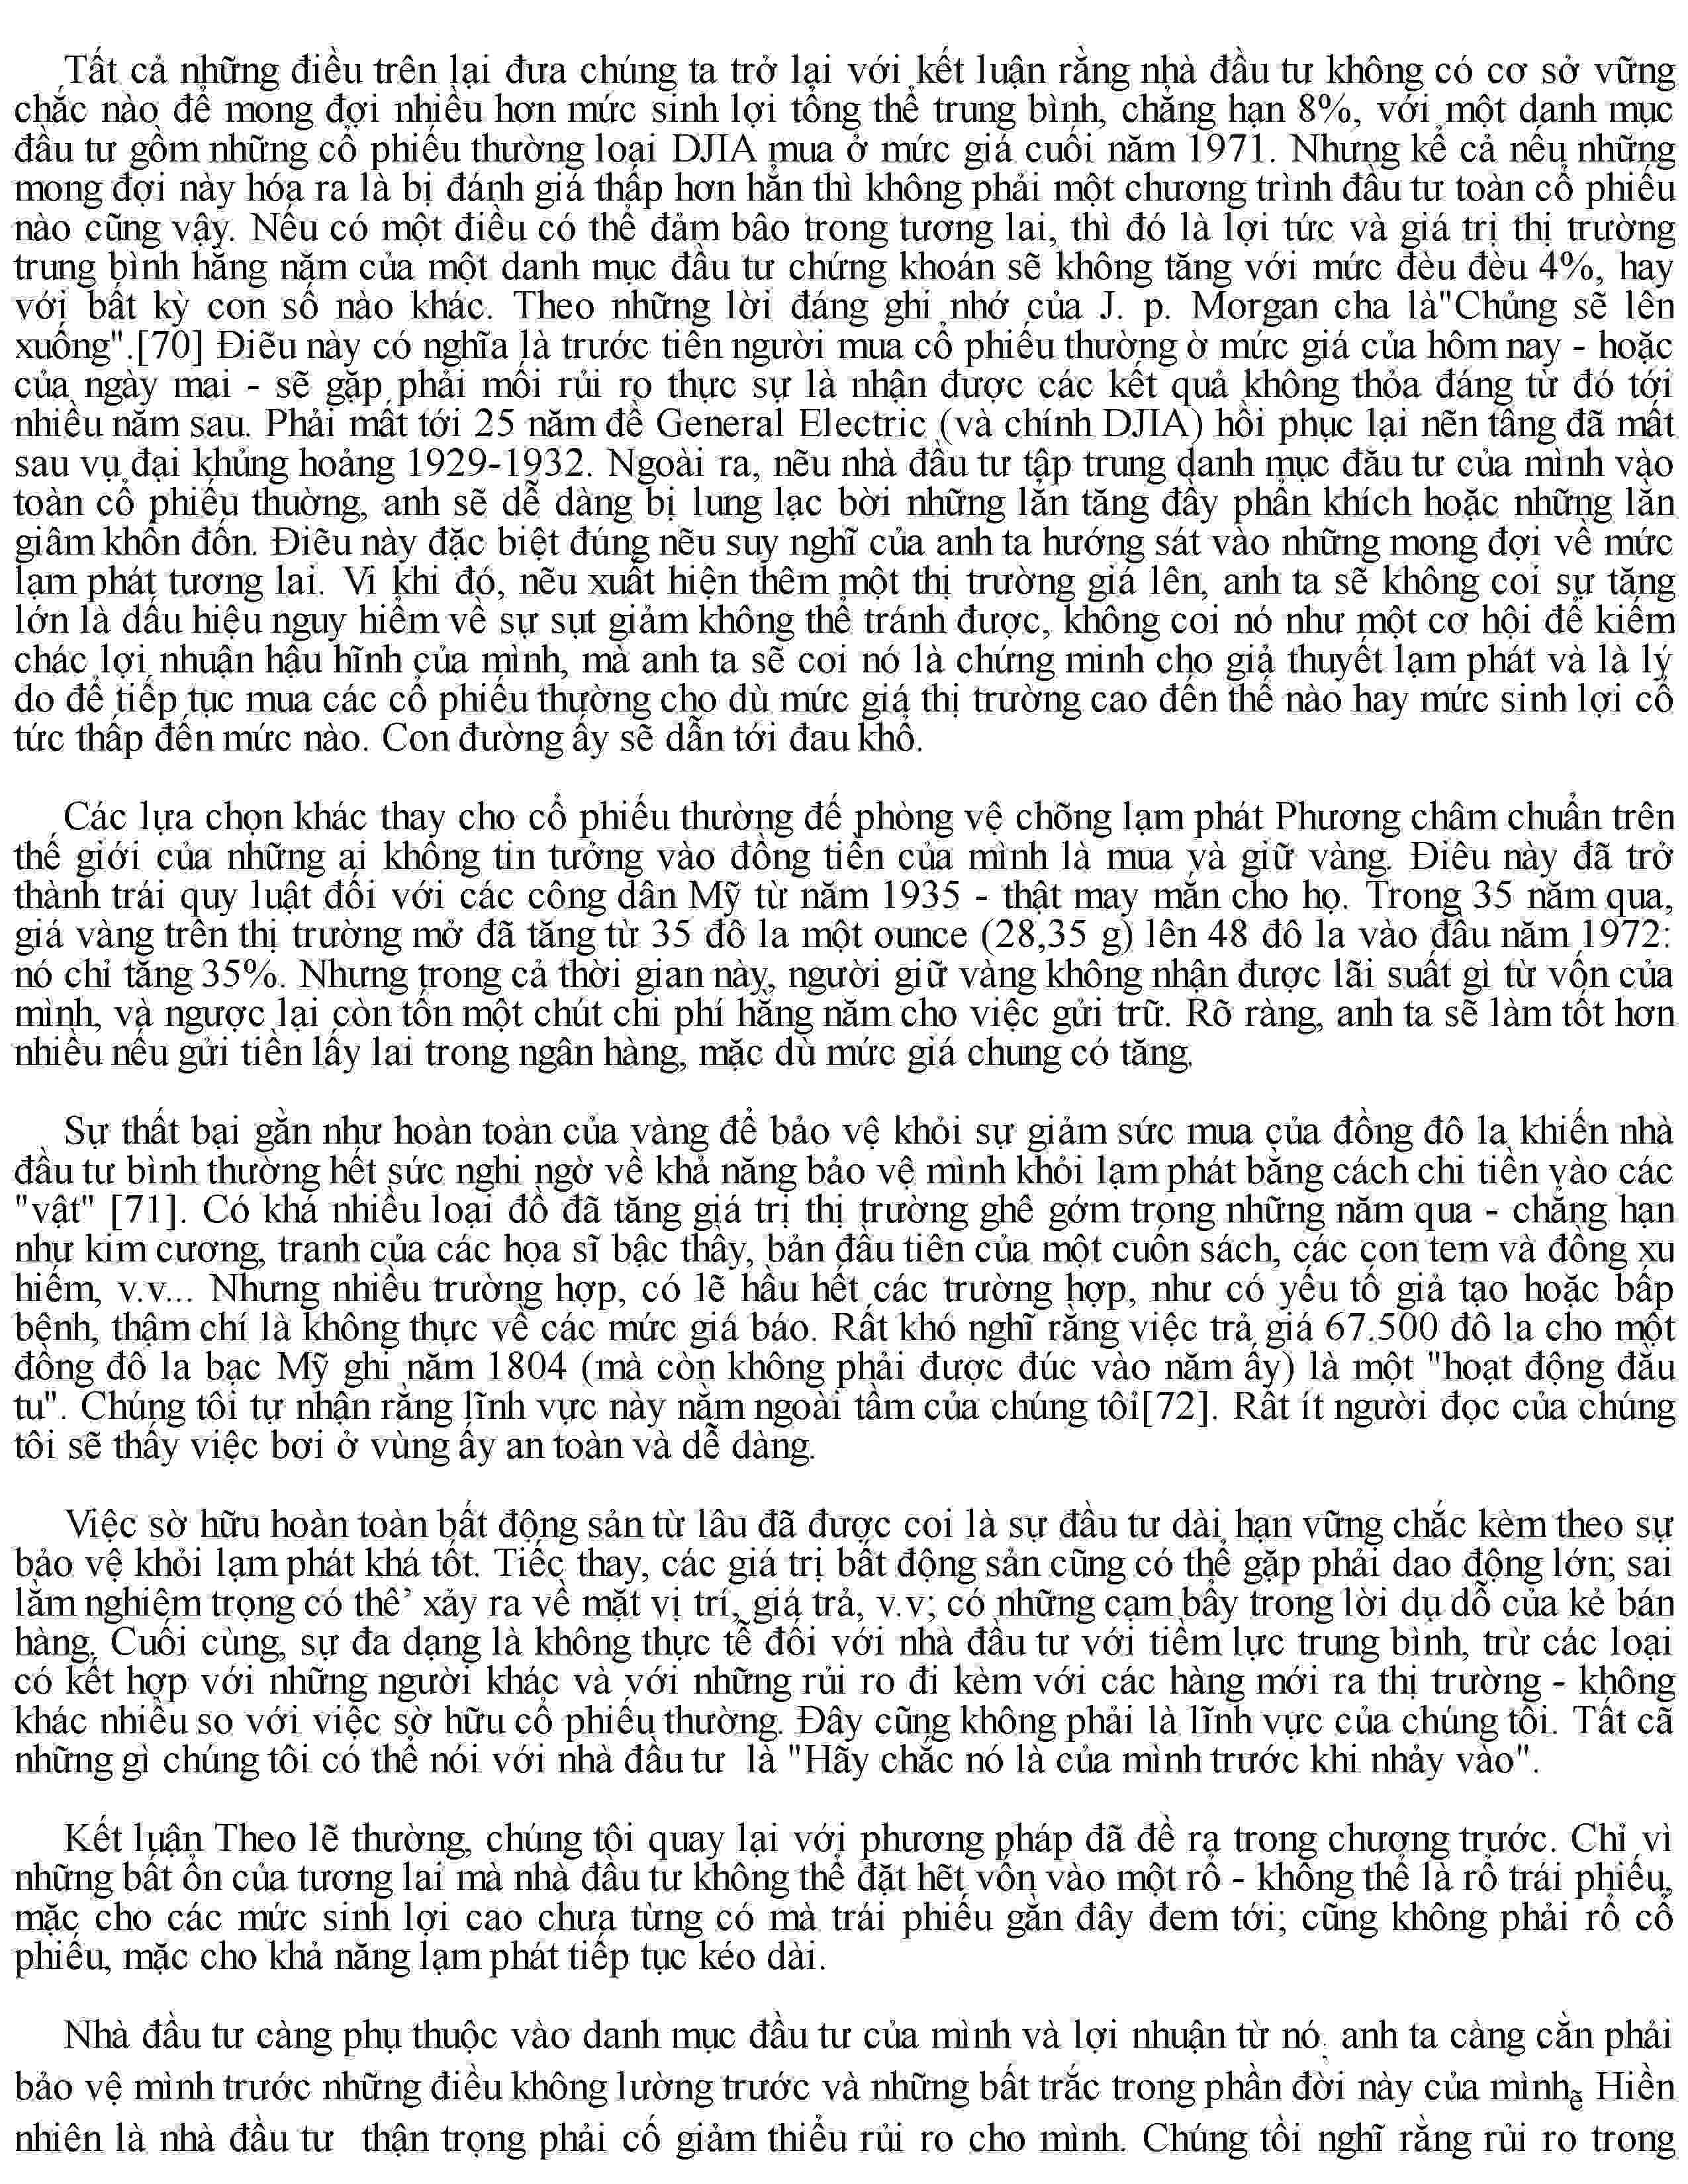 Tất cả những điều trên lại đưa chúng ta trở lại với kết luận rằng nhà đầu tư không có cơ sở vững
chắc nào để mong đợi nhiều hơn mức sinh lợi tổng thể trung bình, chẳng hạn 8%, với một danh mục
đầu tư gồm những cổ phiếu thường loại DJIA mua ở mức giá cuối năm 1971. Nhưng kể cả nếu những
mong đợi này hóa ra là bị đánh giá thấp hơn hẳn thì không phải một chương trình đầu tư toàn cổ phiếu
nào cũng vậy. Nếu có một điều có thể đảm bâo trong tương lai, thì đó là lợi tức và giá trị thị trường
trung bình hằng năm của một danh mục đầu tư chứng khoán sẽ không tăng với mức đèu đèu 4%, hay
với bất kỳ con số nào khác. Theo những lời đáng ghi nhớ của J. p. Morgan cha là"Chủng sẽ lên
xuống".[70] Điẽu này có nghĩa là trước tiên người mua cổ phiếu thường ờ mức giá của hôm nay - hoặc
của ngày mai - sẽ gặp phải mối rủi ro thực sự là nhận được các kết quả không thỏa đáng từ đó tới
nhiều năm sau. Phải mất tới 25 năm đề General Electric (và chính DJIA) hồi phục lại nẽn tảng đã mất
sau vụ đại khủng hoảng 1929-1932. Ngoài ra, nẽu nhà đầu tư tập trung danh mục đău tư của mình vào
toàn cổ phiếu thuờng, anh sẽ dễ dàng bị lung lạc bời những lăn tăng đầy phấn khích hoặc những lần
giâm khốn đốn. Điẽu này đặc biệt đúng nẽu suy nghĩ của anh ta hướng sát vào những mong đợi về mức
lạm phát tương lai. Vi khi đó, nẽu xuất hiện thêm một thị trường giá lên, anh ta sẽ không coi sự tăng
lớn là dấu hiệu nguy hiểm về sự sụt giảm không thể tránh được, không coi nó như một cơ hội để kiếm
chác lợi nhuận hậu hĩnh của mình, mà anh ta sẽ coi nó là chứng minh cho giả thuyết lạm phát và là lý
do để tiếp tục mua các cổ phiếu thường cho dù mức giá thị trường cao đến thế nào hay mức sinh lợi cổ
tức thấp đến mức nào. Con đường ấy sẽ dẫn tới đau khổ.
Các lựa chọn khác thay cho cổ phiếu thường đế phòng vệ chõng lạm phát Phương châm chuẩn trên
thế giới của những ai không tin tưởng vào đồng tiền của mình là mua và giữ vàng. Điêu này đã trở
thành trái quy luật đối với các công dân Mỹ từ năm 1935 - thật may mắn cho họ. Trong 35 năm qua,
giá vàng trên thị trường mở đã tăng từ 35 đô la một ounce (28,35 g) lên 48 đô la vào đầu năm 1972:
nó chỉ tăng 35%. Nhưng trong cả thời gian này, người giữ vàng không nhận được lãi suất gì từ vốn của
mình, và ngược lại còn tốn một chút chi phí hằng năm cho việc gửi trữ. Rõ ràng, anh ta sẽ làm tốt hơn
nhiều nếu gửi tiền lấy lai trong ngân hàng, mặc dù mức giá chung có tăng.
Sự thất bại gần như hoàn toàn của vàng để bảo vệ khỏi sự giảm sức mua của đồng đô la khiến nhà
đầu tư bình thường hết sức nghi ngờ về khả năng bảo vệ mình khỏi lạm phát bằng cách chi tiền vào các
"vật" [71]. Có khá nhiều loại đồ đã tăng giá trị thị trường ghê gớm trong những năm qua - chẳng hạn
như kim cương, tranh của các họa sĩ bậc thầy, bản đầu tiên của một cuốn sách, các con tem và đồng xu
hiếm, v.v... Nhưng nhiều trường hợp, có lẽ hầu hết các trường hợp, như có yếu tố giả tạo hoặc bấp
bệnh, thậm chí là không thực về các mức giá báo. Rất khó nghĩ rằng việc trả giá 67.500 đô la cho một
đồng đô la bạc Mỹ ghi năm 1804 (mà còn không phải được đúc vào năm ấy) là một "hoạt động đầu
tu". Chúng tôi tự nhận rằng lĩnh vực này nằm ngoài tầm của chúng tôi[72]. Rất ít người đọc của chúng
tôi sẽ thấy việc bơi ở vùng ấy an toàn và dễ dàng.
Việc sờ hữu hoàn toàn bất động sản từ lâu đã được coi là sự đầu tư dài hạn vững chắc kèm theo sự
bảo vệ khỏi lạm phát khá tốt. Tiếc thay, các giá trị bất động sản cũng có thể gặp phải dao động lớn; sai
lầm nghiêm trọng có thể’ xảy ra về mặt vị trí, giá trả, v.v; có những cạm bẫy trong lời dụ dỗ của kẻ bán
hàng. Cuối cùng, sự đa dạng là không thực tế đối với nhà đầu tư với tiềm lực trung bình, trừ các loại
có kết hợp với những người khác và với những rủi ro đi kèm với các hàng mới ra thị trường - không
khác nhiều so với việc sờ hữu cổ phiếu thường. Đây cũng không phải là lĩnh vực của chúng tôi. Tất cã
những gì chúng tôi có thể nói với nhà đầu tư là "Hãy chắc nó là của mình trước khi nhảy vào".
Kết luận Theo lẽ thường, chúng tôi quay lại với phương pháp đã đề ra trong chương trước. Chỉ vì
những bất ổn của tương lai mà nhà đầu tư không thể đặt hết vốn vào một rổ - không thể là rổ trái phiếu,
mặc cho các mức sinh lợi cao chưa từng có mà trái phiếu gần đây đem tới; cũng không phải rổ cổ
phiếu, mặc cho khả năng lạm phát tiếp tục kéo dài.
Nhà đầu tư càng phụ thuộc vào danh mục đầu tư của mình và lợi nhuận từ nó. anh ta càng cần phải
bảo vệ mình trước những điều không lường trước và những bất trắc trong phần đời này của mìnhẽ Hiền
nhiên là nhà đầu tư thận trọng phải cố giảm thiểu rủi ro cho mình. Chúng tồi nghĩ rằng rủi ro trong